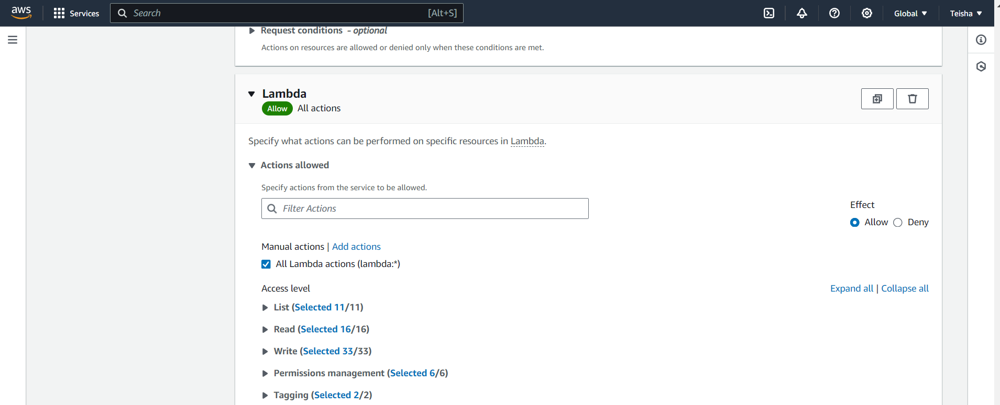 aws
Services
Search [Alt+S]
Global
Teisha
Request conditions - optional
Actions on resources are allowed or denied only when these conditions are met.
Lambda
Allow All actions
Specify what actions can be performed on specific resources in Lambda.
Actions allowed
Specify actions from the service to be allowed.
Filter Actions
Effect
Allow Deny
Manual actions | Add actions
All Lambda actions (lambda:*)
Access level
Expand all | Collapse all
List (Selected 11/11)
Read (Selected 16/16)
Write (Selected 33/33)
Permissions management (Selected 6/6)
Tagging (Selected 2/2)